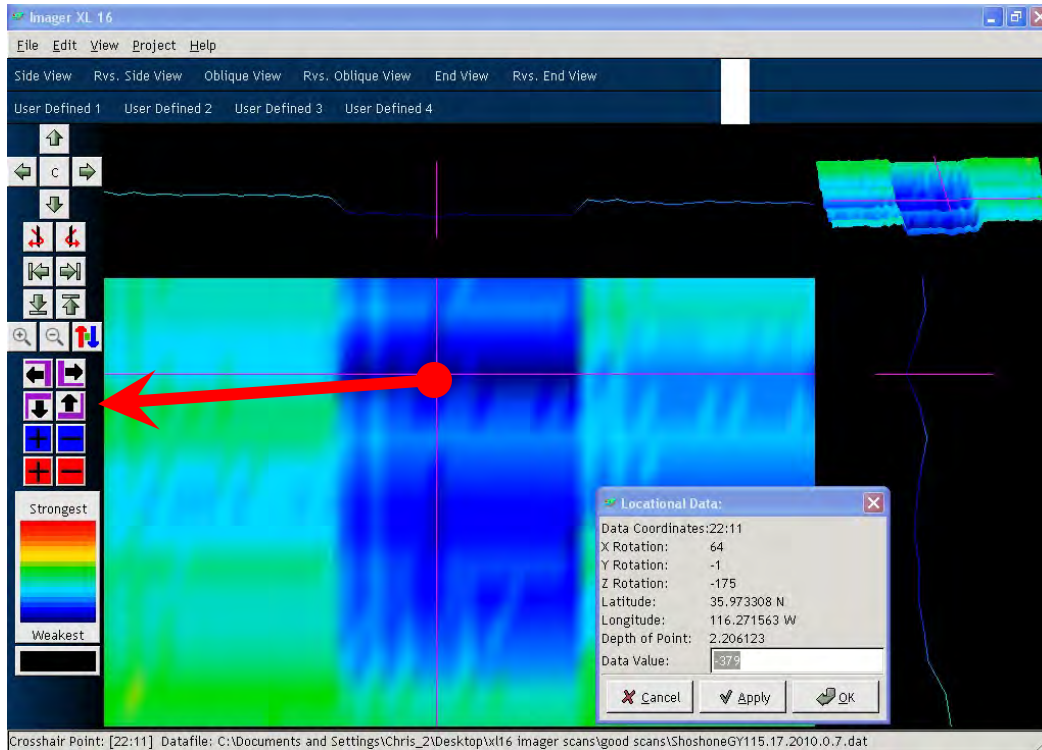 Imager XL 16
File Edit View Project Help
Side View Rvs. Side View Oblique View Rvs. Oblique View End View Rvs. End View
User Defined 1 User Defined 2 User Defined 3 User Defined 4
C
Strongest
Weakest
Locational Data:
Data Coordinates:22:11
X Rotation: 64
Y Rotation: -1
Z Rotation: -175
Latitude: 35.973308 N
Longitude: 116.271563 W
Depth of Point: 2.206123
Data Value: -379
Cancel Apply OK
Crosshair Point: [22:11] Datafile: C:\Documents and Settings\Chris_2\Desktop\xl16 imager scans\good scans\ShoshoneGY115.17.2010.0.7.dat